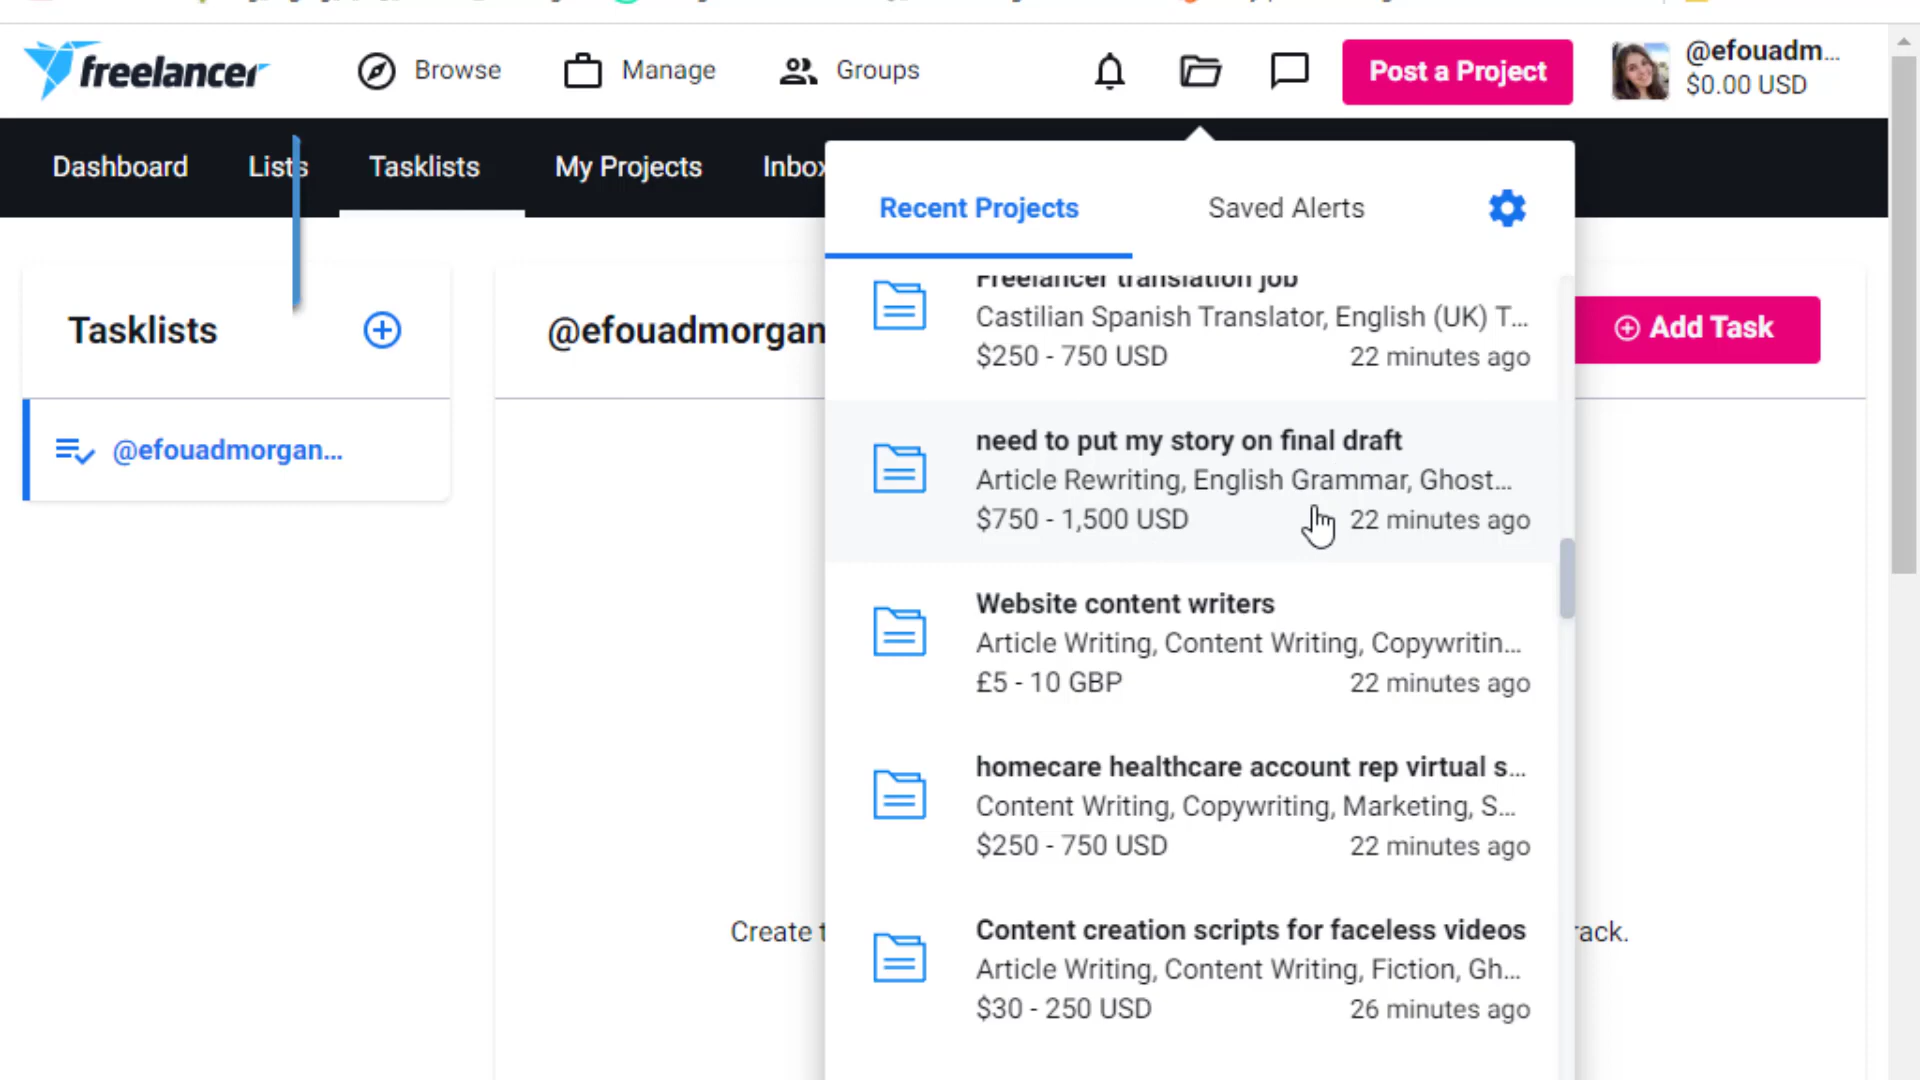 freelancer
Browse
Manage
Groups
Post a Project
@efouadm...
$0.00 USD
Dashboard
Lists
Tasklists
My Projects
Inbox
Recent Projects
Saved Alerts
Tasklists
@efouadmorgan
Add Task
@efouadmorgan...
Freelancer translation job
Castilian Spanish Translator, English (UK) T...
$250 - 750 USD
22 minutes ago
need to put my story on final draft
Article Rewriting, English Grammar, Ghost...
$750 - 1,500 USD
22 minutes ago
Website content writers
Article Writing, Content Writing, Copywritin...
£5 - 10 GBP
22 minutes ago
homecare healthcare account rep virtual s...
Content Writing, Copywriting, Marketing, S...
$250 - 750 USD
22 minutes ago
Content creation scripts for faceless videos
Article Writing, Content Writing, Fiction, Gh...
$30 - 250 USD
26 minutes ago
Create t
rack.